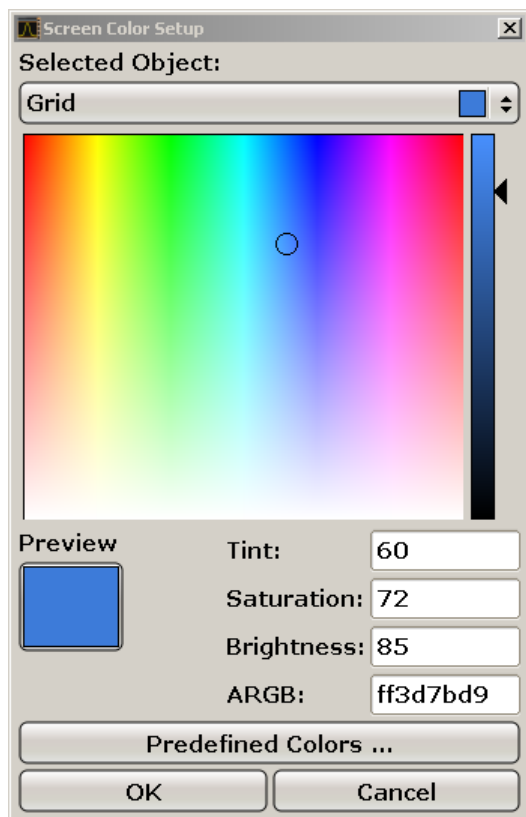 Screen Color Setup
Selected Object:
Grid
Preview
Tint: 60
Saturation: 72
Brightness: 85
ARGB: ff3d7bd9
Predefined Colors ...
OK Cancel